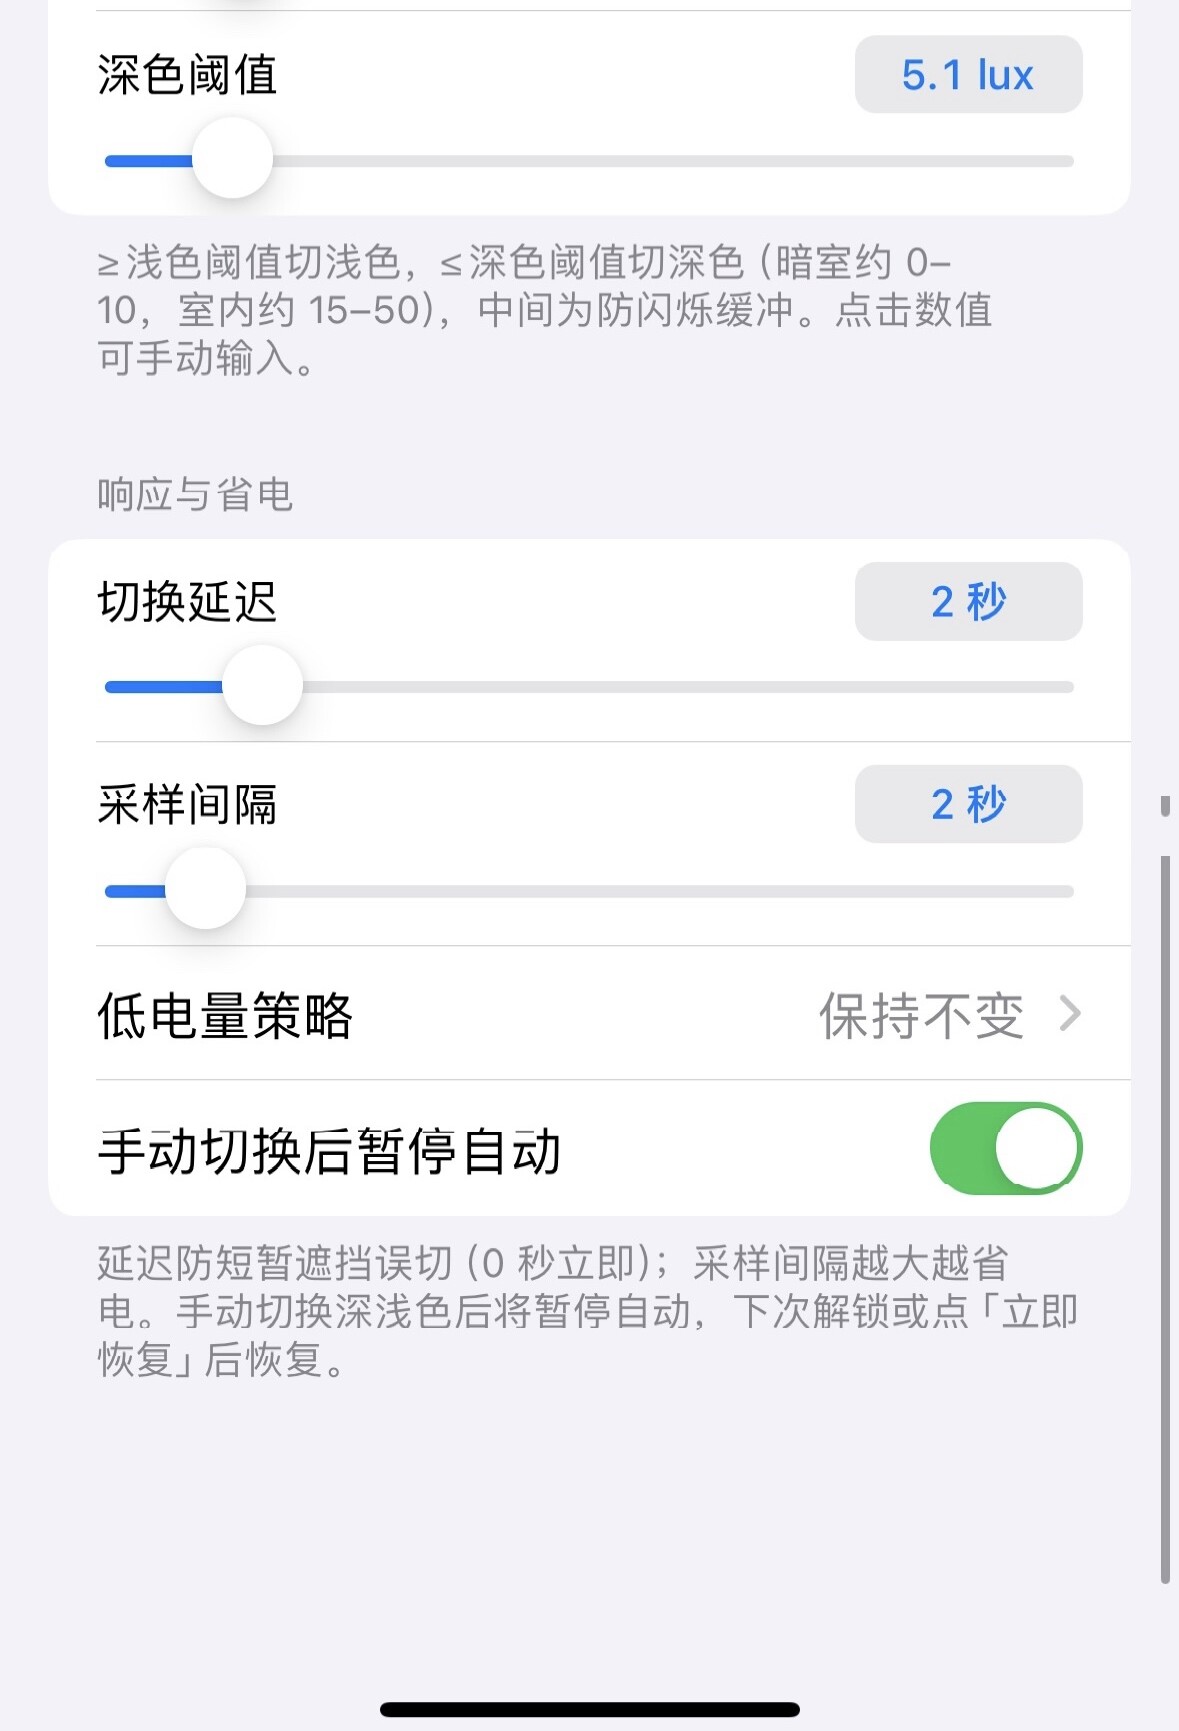 深色阈值
5.1 lux
≥浅色阈值切浅色，≤深色阈值切深色（暗室约 0–
10，室内约 15–50），中间为防闪烁缓冲。点击数值
可手动输入。
响应与省电
切换延迟
2 秒
采样间隔
2 秒
低电量策略
保持不变
手动切换后暂停自动
延迟防短暂遮挡误切（0 秒立即）；采样间隔越大越省
电。手动切换深浅色后将暂停自动，下次解锁或点「立即
恢复」后恢复。